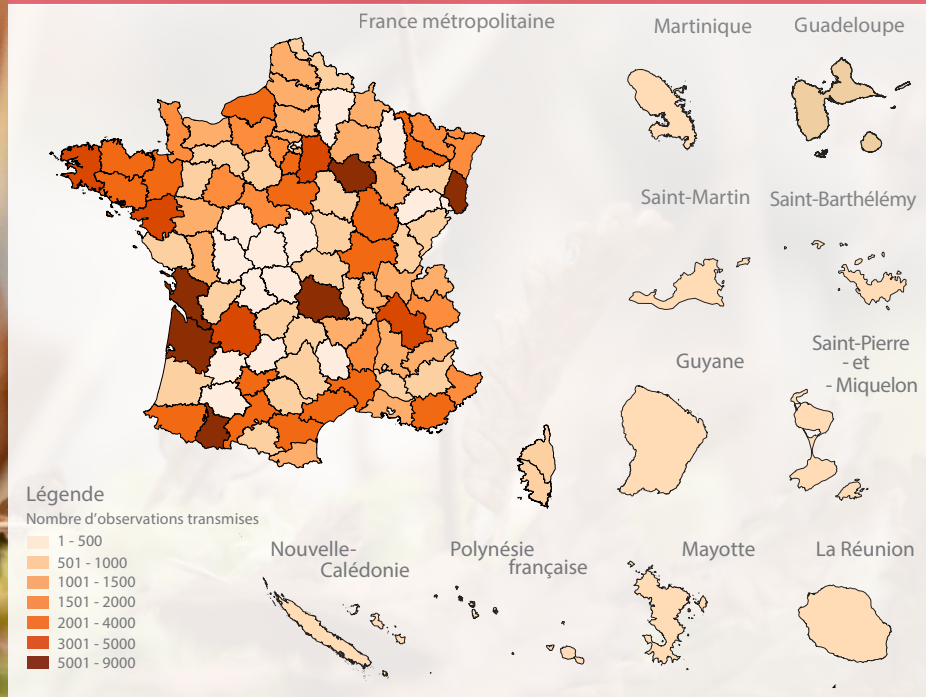 France métropolitaine
Martinique
Guadeloupe
Saint-Martin
Saint-Barthélémy
Guyane
Saint-Pierre
- et
- Miquelon
Légende
Nombre d'observations transmises
1 - 500
501 - 1000
1001 - 1500
1501 - 2000
2001 - 4000
3001 - 5000
5001 - 9000
Nouvelle-
Calédonie
Polynésie
française
Mayotte
La Réunion